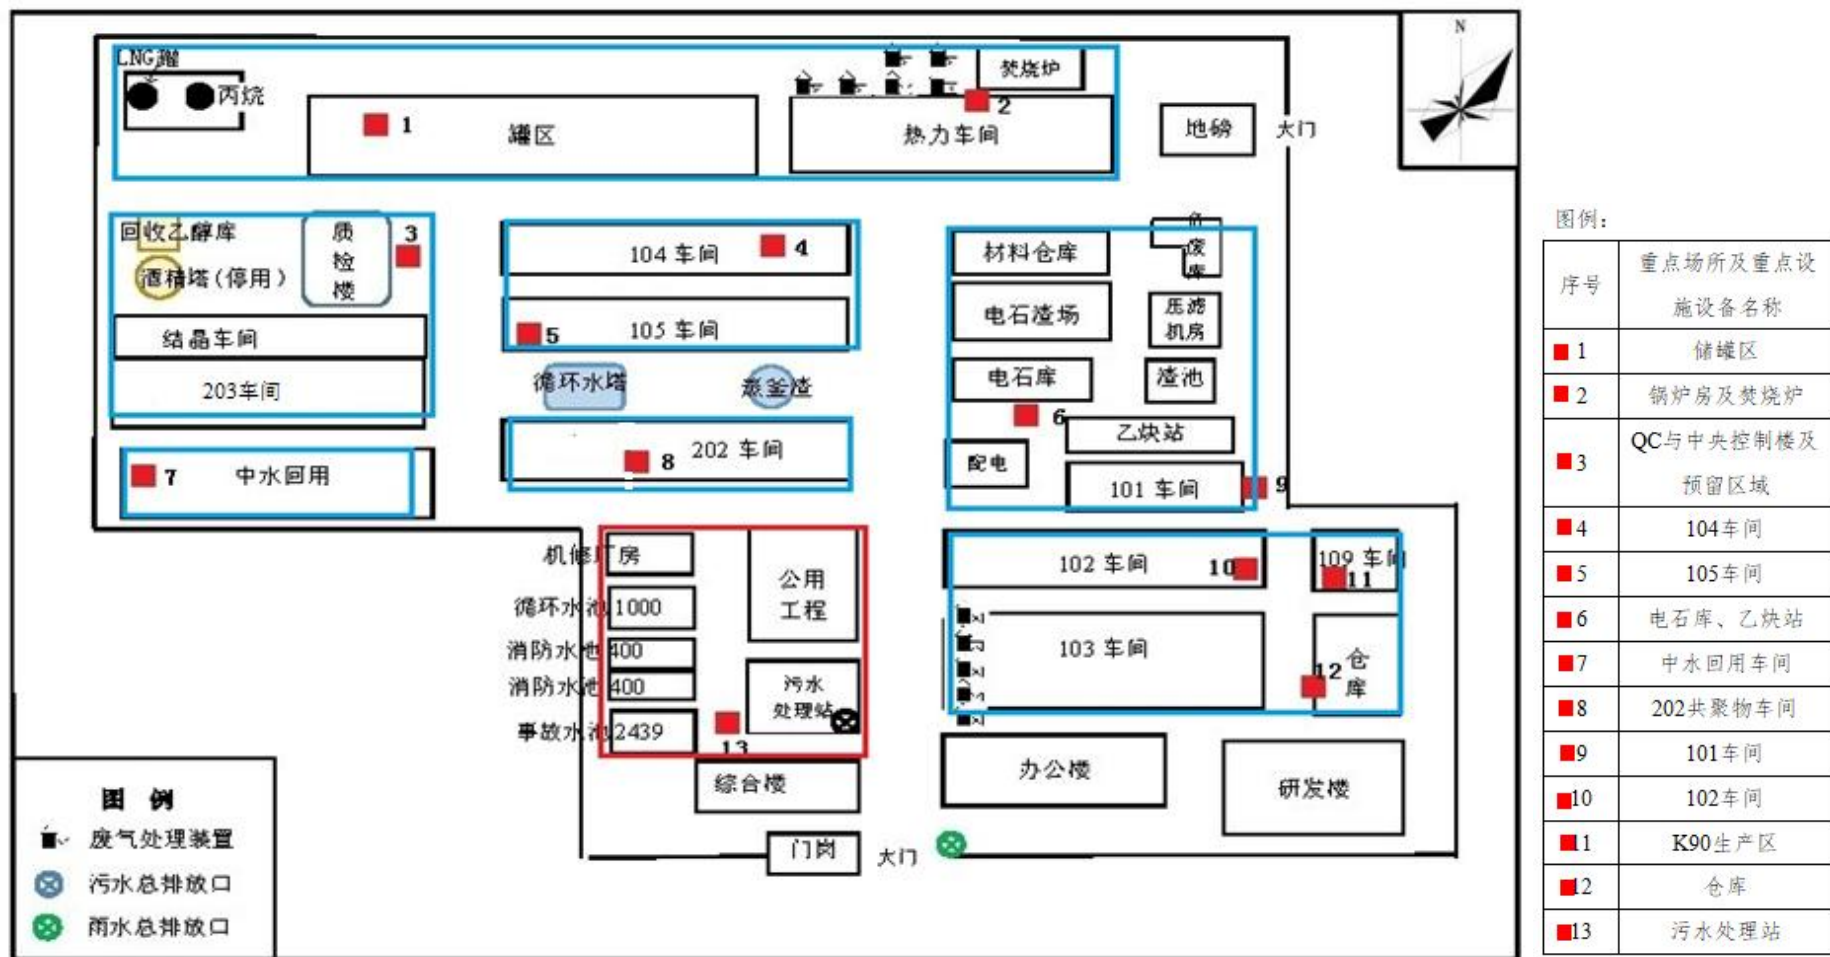 N
LNG罐
丙烷
1
罐区
焚烧炉
2
热力车间
地磅
大门
回收乙醇库
酒精塔(停用)
质检楼
3
结晶车间
203车间
7
中水回用
104 车间
4
105 车间
5
循环水塔
蒸釜渣
202 车间
8
材料仓库
危废库
电石渣场
压滤机房
电石库
渣池
6
乙炔站
配电
101 车间
9
机修厂房
公用工程
循环水池 1000
消防水池 400
消防水池 400
事故水池 2439
污水处理站
13
综合楼
门岗
大门
102 车间
10
109 车间
11
103 车间
12
仓库
办公楼
研发楼
图 例
废气处理装置
污水总排放口
雨水总排放口
图例:
序号 重点场所及重点设施设备名称
1 储罐区
2 锅炉房及焚烧炉
3 QC与中央控制楼及预留区域
4 104车间
5 105车间
6 电石库、乙炔站
7 中水回用车间
8 202共聚物车间
9 101车间
10 102车间
11 K90生产区
12 仓库
13 污水处理站